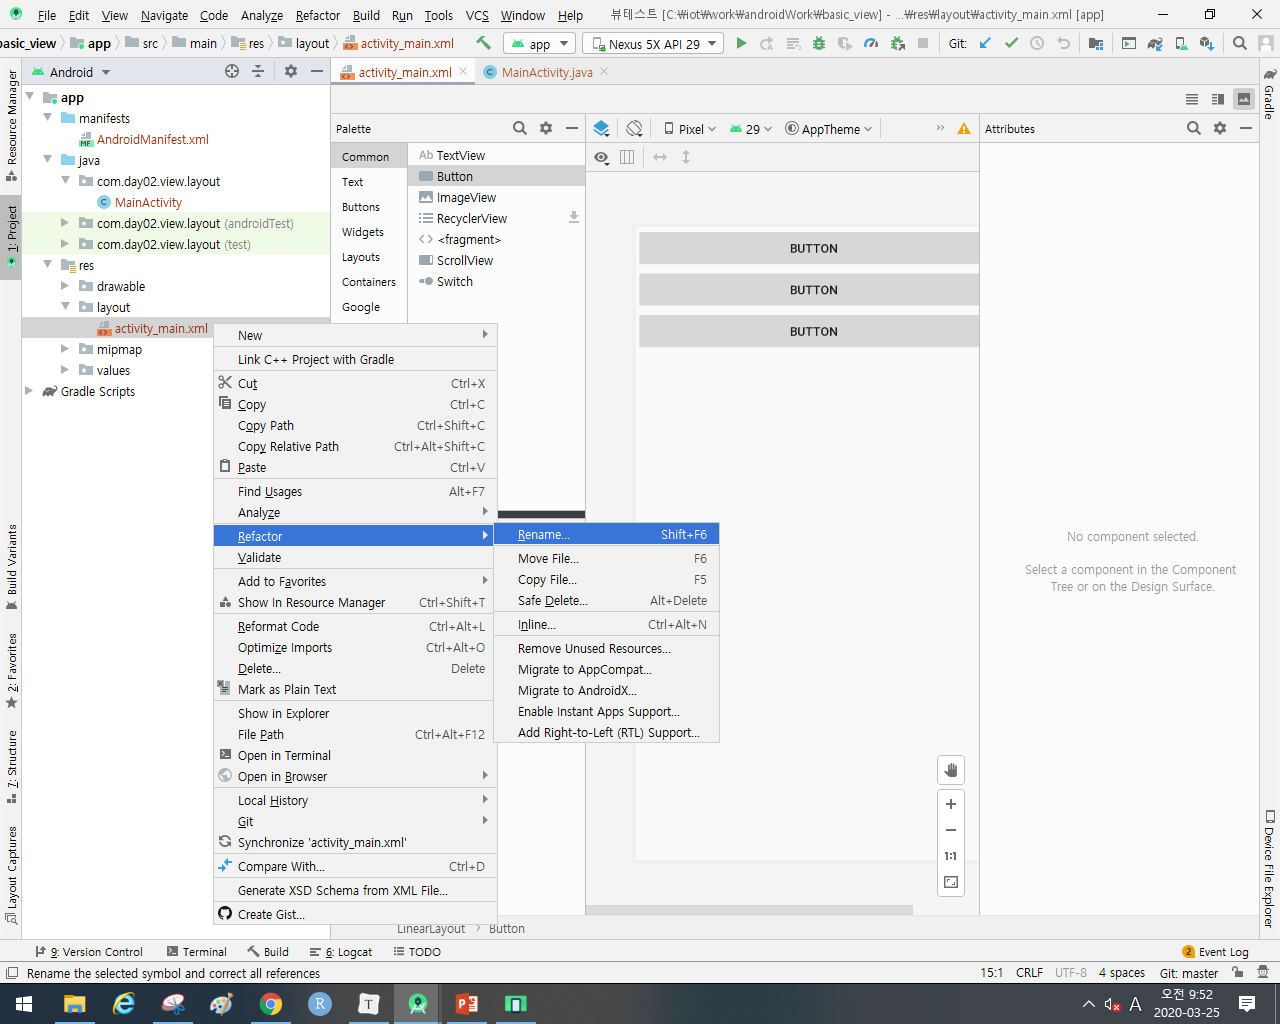 File Edit View Navigate Code Analyze Refactor Build Run Tools VCS Window Help 뷰테스트 [C:₩iot₩work₩androidWork₩basic_view] - ...₩res₩layout₩activity_main.xml [app]
basic_view app src main res layout activity_main.xml app Nexus 5X API 29 Git:
Resource Manager
1: Project
Build Variants
2: Favorites
7: Structure
Layout Captures
Android
app
manifests
AndroidManifest.xml
java
com.day02.view.layout
MainActivity
com.day02.view.layout (androidTest)
com.day02.view.layout (test)
res
drawable
layout
activity_main.xml
mipmap
values
Gradle Scripts
activity_main.xml MainActivity.java
Palette
Common
Text
Buttons
Widgets
Layouts
Containers
Google
Ab TextView
Button
ImageView
RecyclerView
<fragment>
ScrollView
Switch
Pixel 29 AppTheme
BUTTON
BUTTON
BUTTON
1:1
Attributes
No component selected.
Select a component in the Component
Tree or on the Design Surface.
Gradle
Device File Explorer
New
Link C++ Project with Gradle
Cut Ctrl+X
Copy Ctrl+C
Copy Path Ctrl+Shift+C
Copy Relative Path Ctrl+Alt+Shift+C
Paste Ctrl+V
Find Usages Alt+F7
Analyze
Refactor
Validate
Add to Favorites
Show In Resource Manager Ctrl+Shift+T
Reformat Code Ctrl+Alt+L
Optimize Imports Ctrl+Alt+O
Delete... Delete
Mark as Plain Text
Show in Explorer
File Path Ctrl+Alt+F12
Open in Terminal
Open in Browser
Local History
Git
Synchronize 'activity_main.xml'
Compare With... Ctrl+D
Generate XSD Schema from XML File...
Create Gist...
Rename... Shift+F6
Move File... F6
Copy File... F5
Safe Delete... Alt+Delete
Inline... Ctrl+Alt+N
Remove Unused Resources...
Migrate to AppCompat...
Migrate to AndroidX...
Enable Instant Apps Support...
Add Right-to-Left (RTL) Support...
LinearLayout › Button
9: Version Control Terminal Build 6: Logcat TODO 2 Event Log
Rename the selected symbol and correct all references 15:1 CRLF UTF-8 4 spaces Git: master
R T A
오전 9:52
2020-03-25